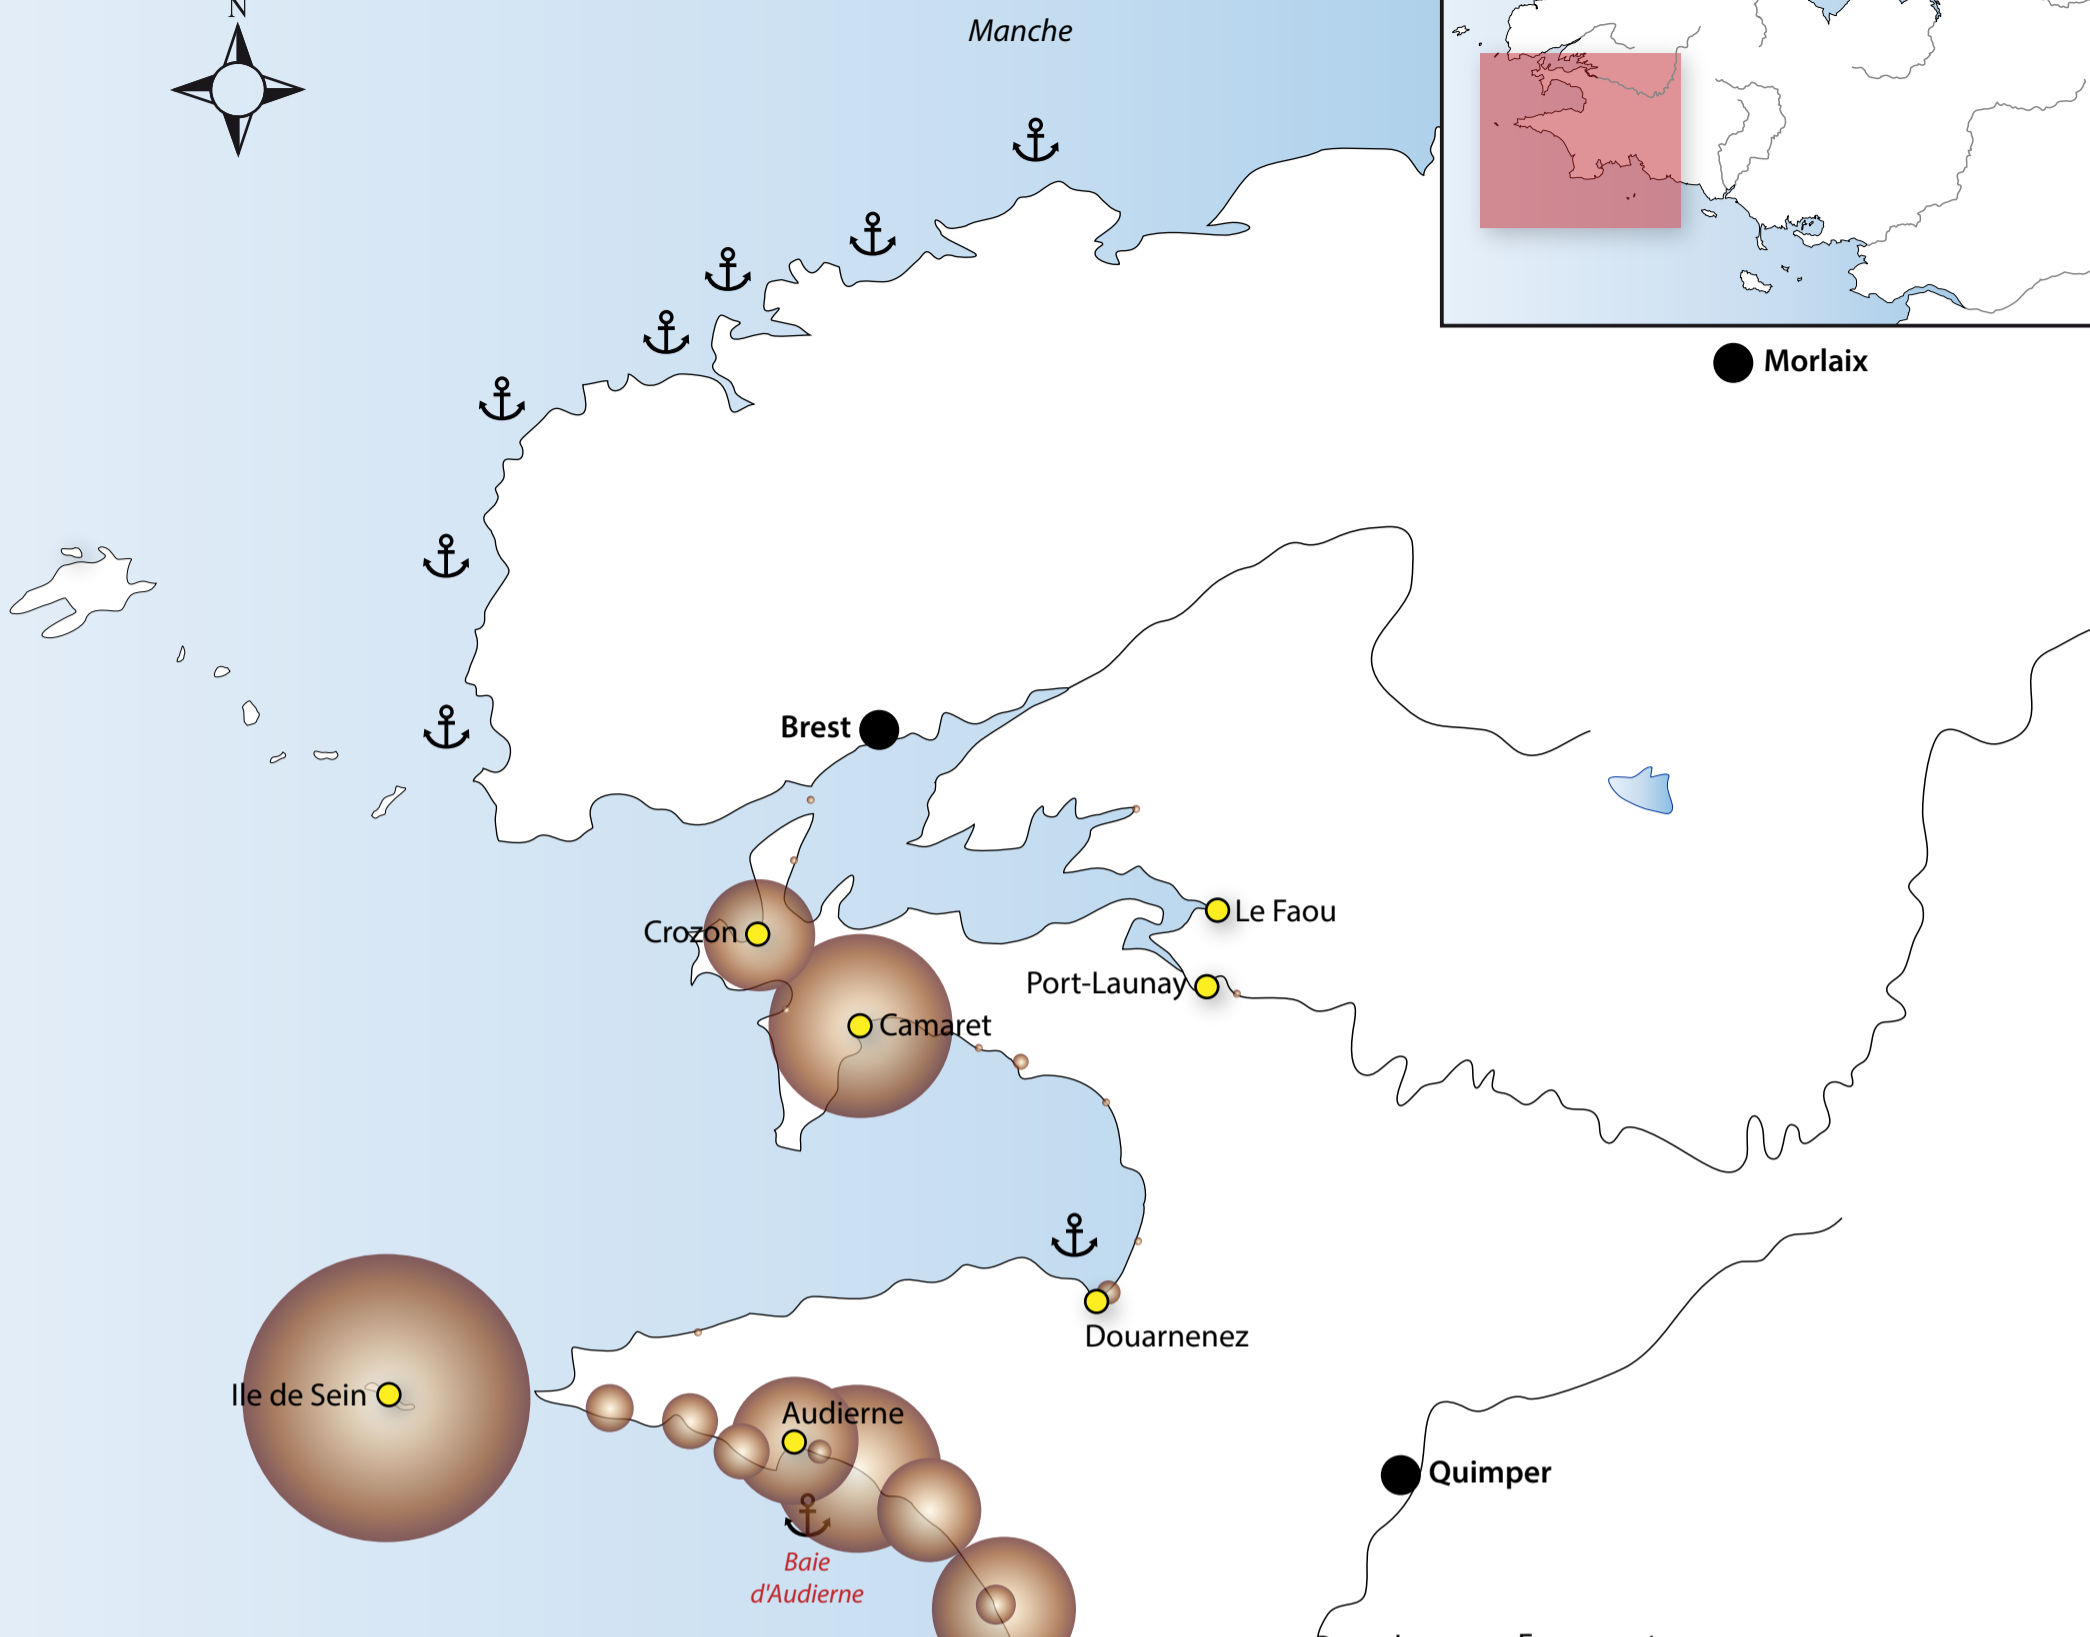 N
Manche
Morlaix
Brest
Le Faou
Crozon
Port-Launay
Camaret
Douarnenez
Ile de Sein
Audierne
Quimper
Baie
d'Audierne